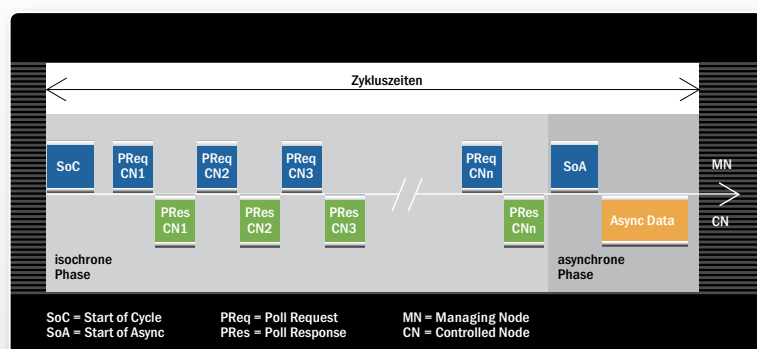 Zykluszeiten
SoC
PReq
CN1
PReq
CN2
PReq
CN3
PReq
CNn
SoA
MN
PRes
CN1
PRes
CN2
PRes
CN3
PRes
CNn
Async Data
CN
isochrone
Phase
asynchrone
Phase
SoC = Start of Cycle
SoA = Start of Async
PReq = Poll Request
PRes = Poll Response
MN = Managing Node
CN = Controlled Node